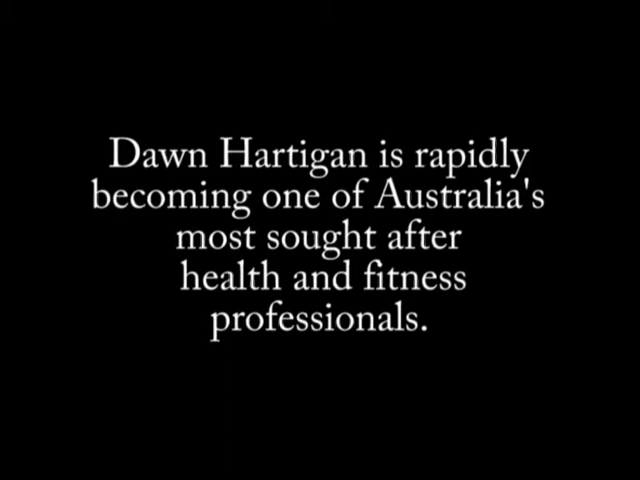 Dawn Hartigan is rapidly
becoming one of Australia's
most sought after
health and fitness
professionals.